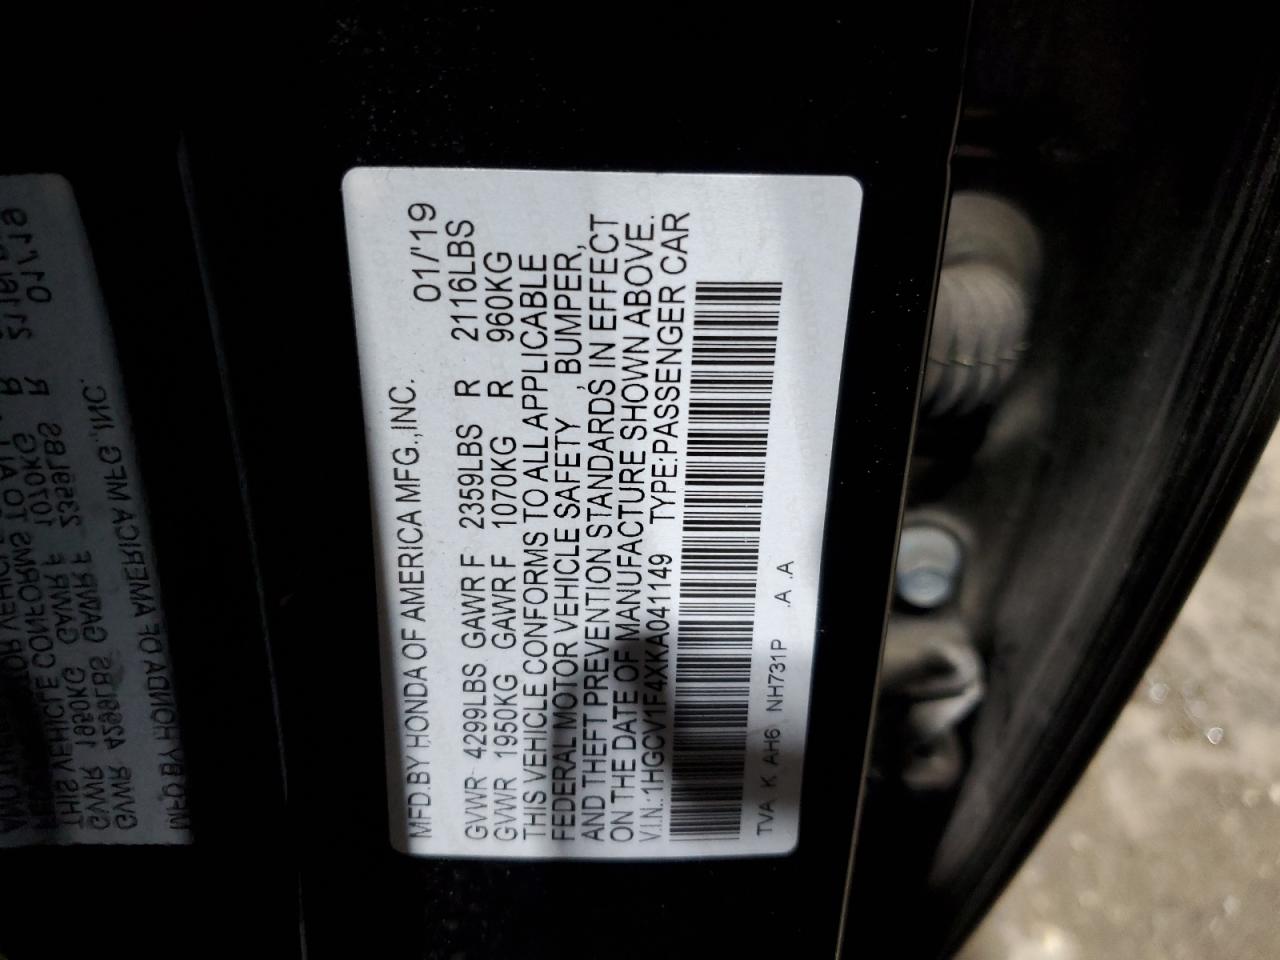 MFD.BY HONDA OF AMERICA MFG.,INC. 01/'19
GVWR 4299LBS GAWR F 2359LBS R 2116LBS
GVWR 1950KG GAWR F 1070KG R 960KG
THIS VEHICLE CONFORMS TO ALL APPLICABLE
FEDERAL MOTOR VEHICLE SAFETY , BUMPER,
AND THEFT PREVENTION STANDARDS IN EFFECT
ON THE DATE OF MANUFACTURE SHOWN ABOVE.
V.I.N.:1HGCV1F4XKA041149 TYPE:PASSENGER CAR
TVA K AH6 NH731P .A .A